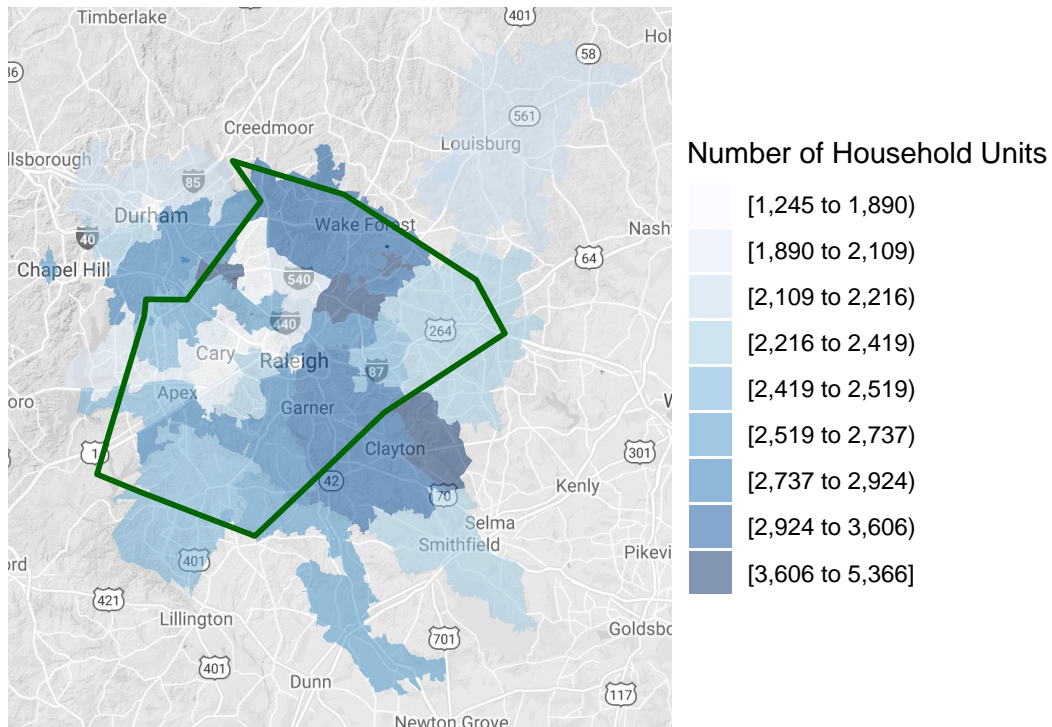 Timberlake
401
Hol
58
36
561
Creedmoor
Louisburg
llsborough
85
Durham
Wake Forest
40
Nash
64
Chapel Hill
540
264
440
Cary
Raleigh
87
Apex
oro
Garner
W
1
Clayton
301
42
Kenly
70
Selma
Smithfield
401
Pikevi
ord
421
Lillington
701
Goldsbo
401
Dunn
117
Newton Grove
Number of Household Units
[1,245 to 1,890)
[1,890 to 2,109)
[2,109 to 2,216)
[2,216 to 2,419)
[2,419 to 2,519)
[2,519 to 2,737)
[2,737 to 2,924)
[2,924 to 3,606)
[3,606 to 5,366]